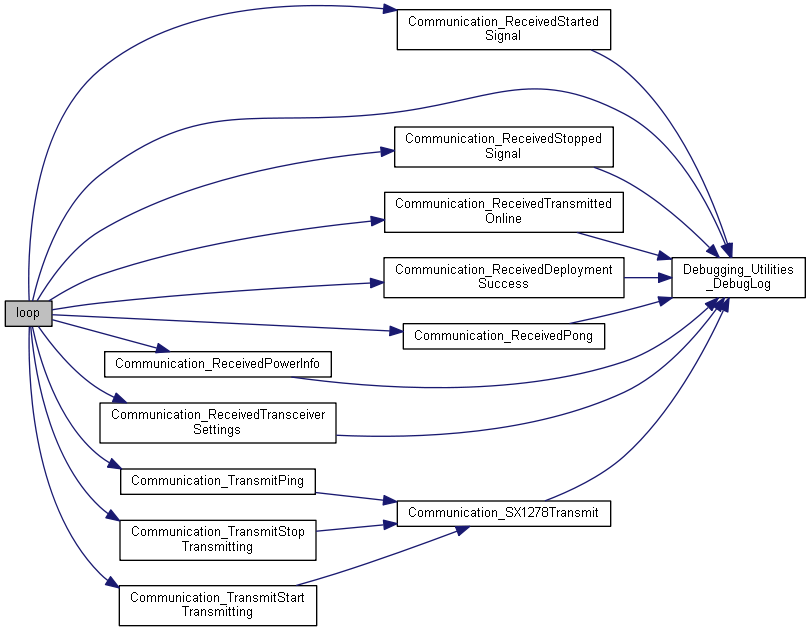 Communication_ReceivedStarted
Signal
Communication_ReceivedStopped
Signal
Communication_ReceivedTransmitted
Online
Communication_ReceivedDeployment
Success
Debugging_Utilities
_DebugLog
loop
Communication_ReceivedPong
Communication_ReceivedPowerInfo
Communication_ReceivedTransceiver
Settings
Communication_TransmitPing
Communication_SX1278Transmit
Communication_TransmitStop
Transmitting
Communication_TransmitStart
Transmitting